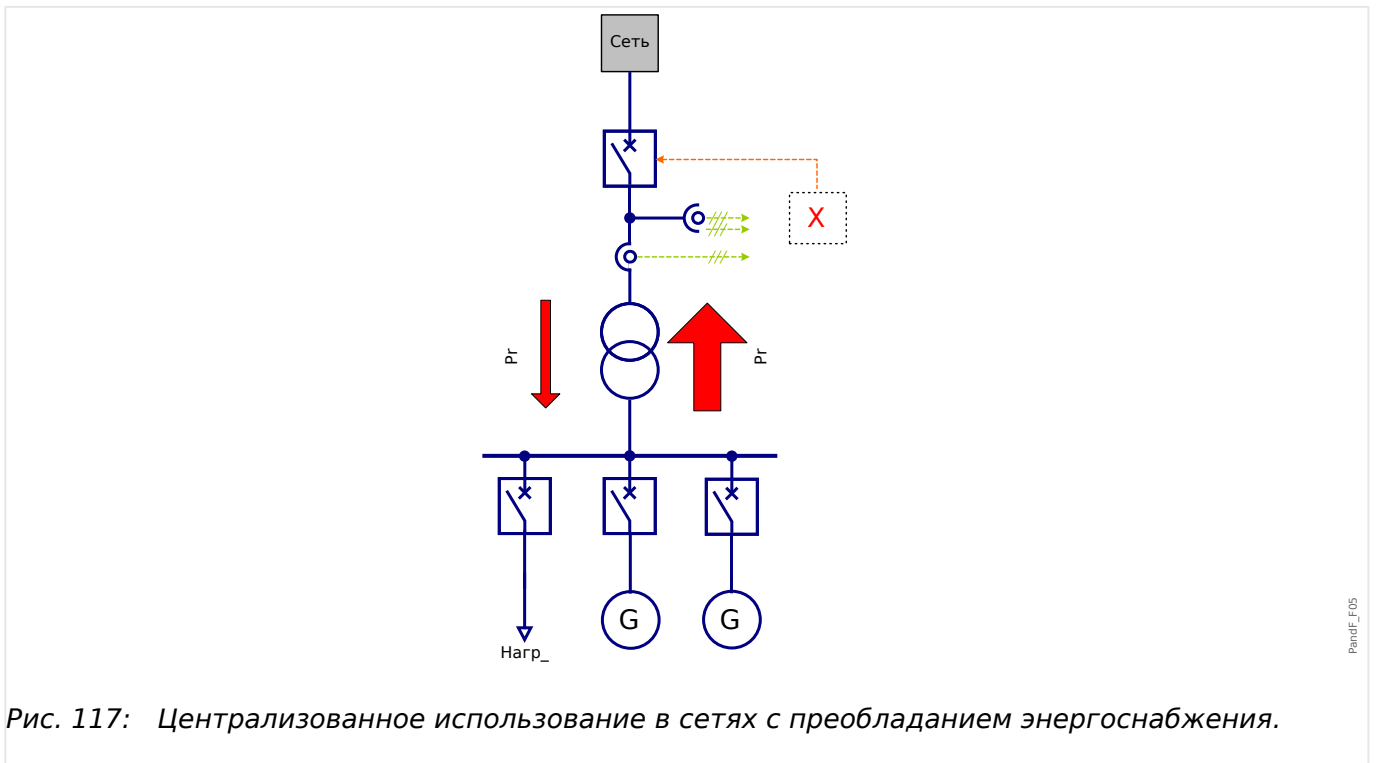 Сеть
X
Pr
Pr
G
G
Нагр_
PandF_F05
Рис. 117: Централизованное использование в сетях с преобладанием энергоснабжения.